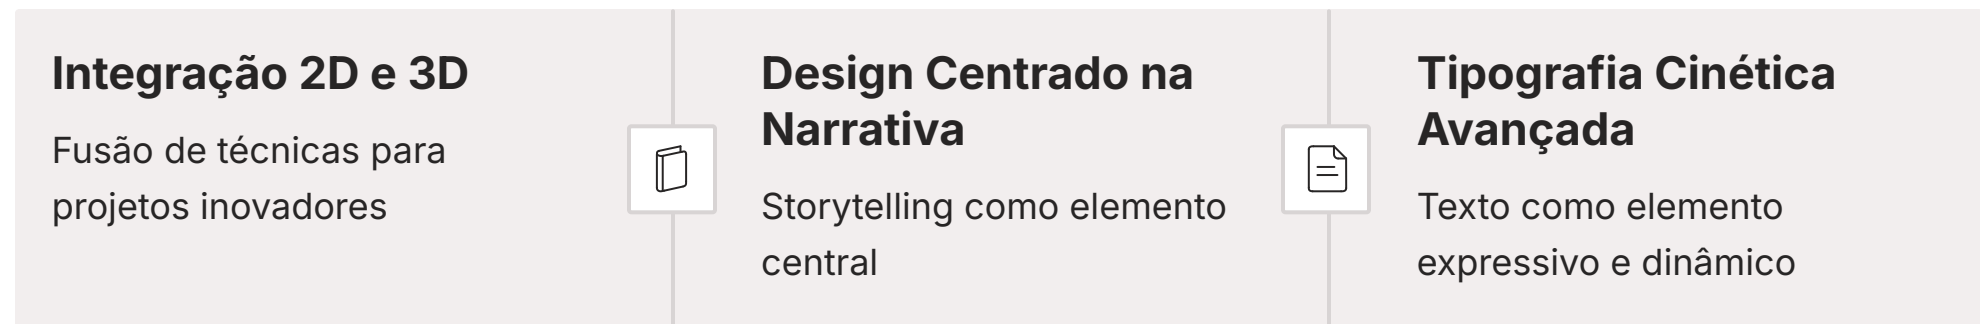 Integração 2D e 3D
Fusão de técnicas para
projetos inovadores
Design Centrado na
Narrativa
Storytelling como elemento
central
Tipografia Cinética
Avançada
Texto como elemento
expressivo e dinâmico